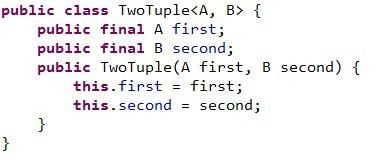 public class TwoTuple<A, B> {
    public final A first;
    public final B second;
    public TwoTuple(A first, B second) {
        this.first = first;
        this.second = second;
    }
}